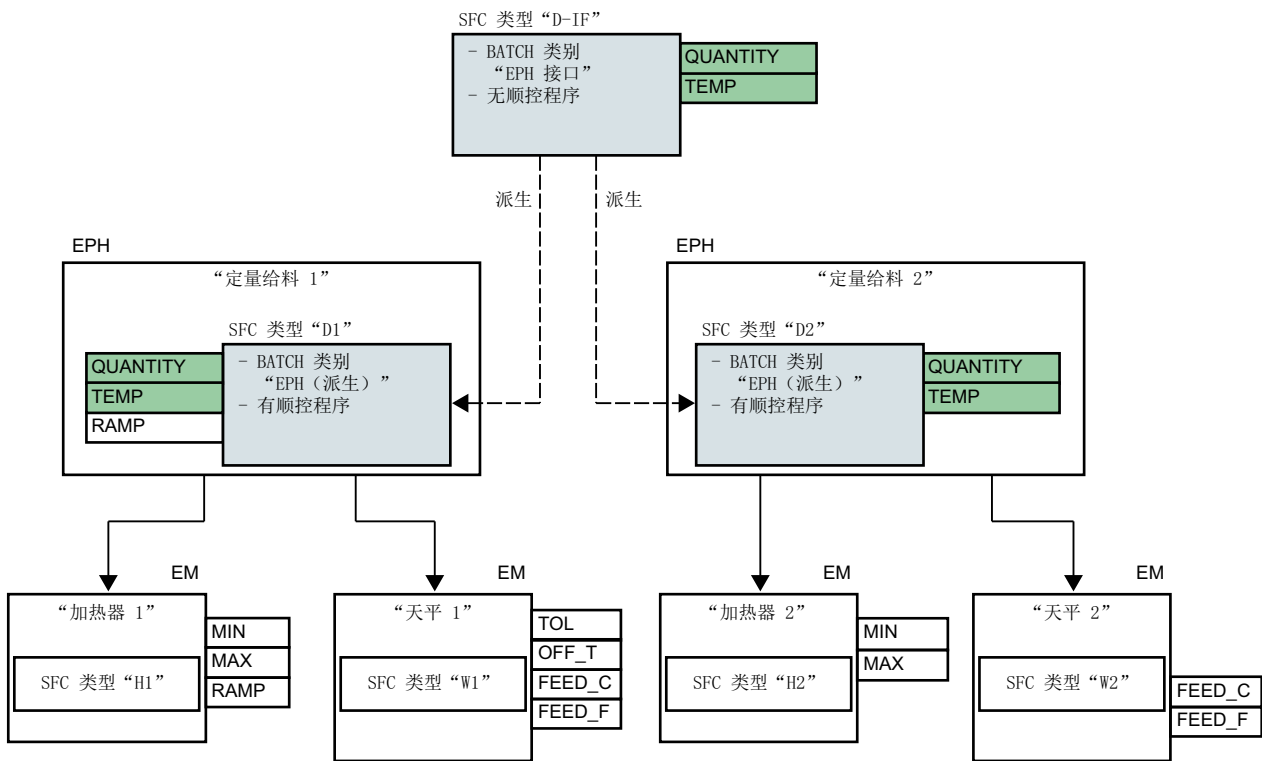 SFC 类型“D-IF”
- BATCH 类别
“EPH 接口”
- 无顺控程序
QUANTITY
TEMP
派生
派生
EPH
“定量给料 1”
SFC 类型“D1”
QUANTITY
TEMP
RAMP
- BATCH 类别
“EPH（派生）”
- 有顺控程序
EPH
“定量给料 2”
SFC 类型“D2”
- BATCH 类别
“EPH（派生）”
- 有顺控程序
QUANTITY
TEMP
EM
“加热器 1”
SFC 类型“H1”
MIN
MAX
RAMP
EM
“天平 1”
SFC 类型“W1”
TOL
OFF_T
FEED_C
FEED_F
EM
“加热器 2”
SFC 类型“H2”
MIN
MAX
EM
“天平 2”
SFC 类型“W2”
FEED_C
FEED_F